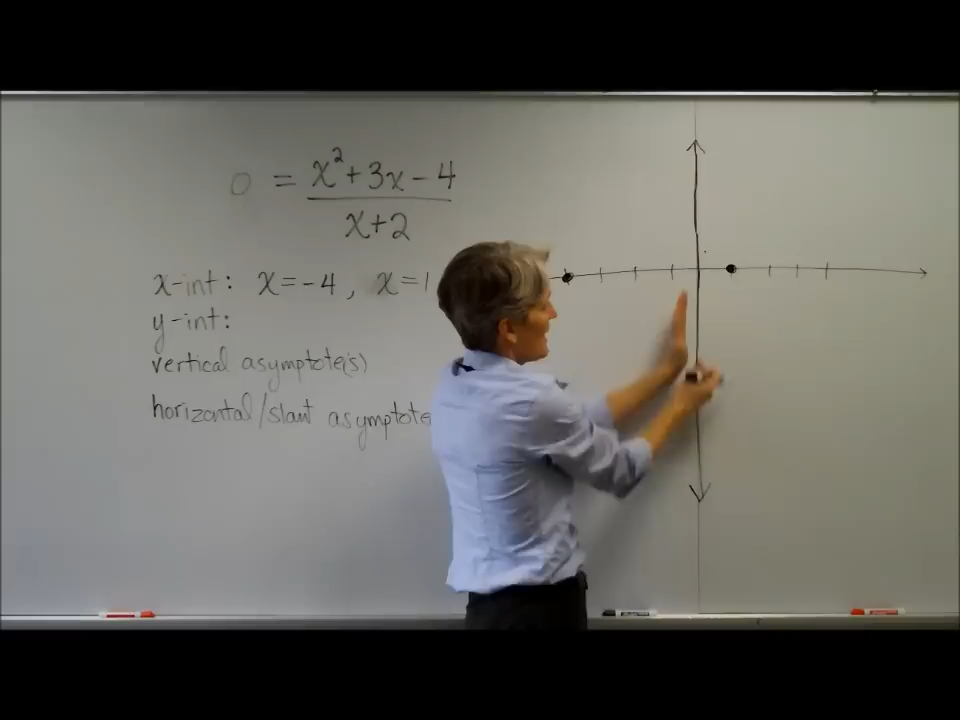 0 = x²+3x-4
x+2
x-int: x=-4, x=1
y-int:
vertical asymptote(s)
horizontal/slant asymptote